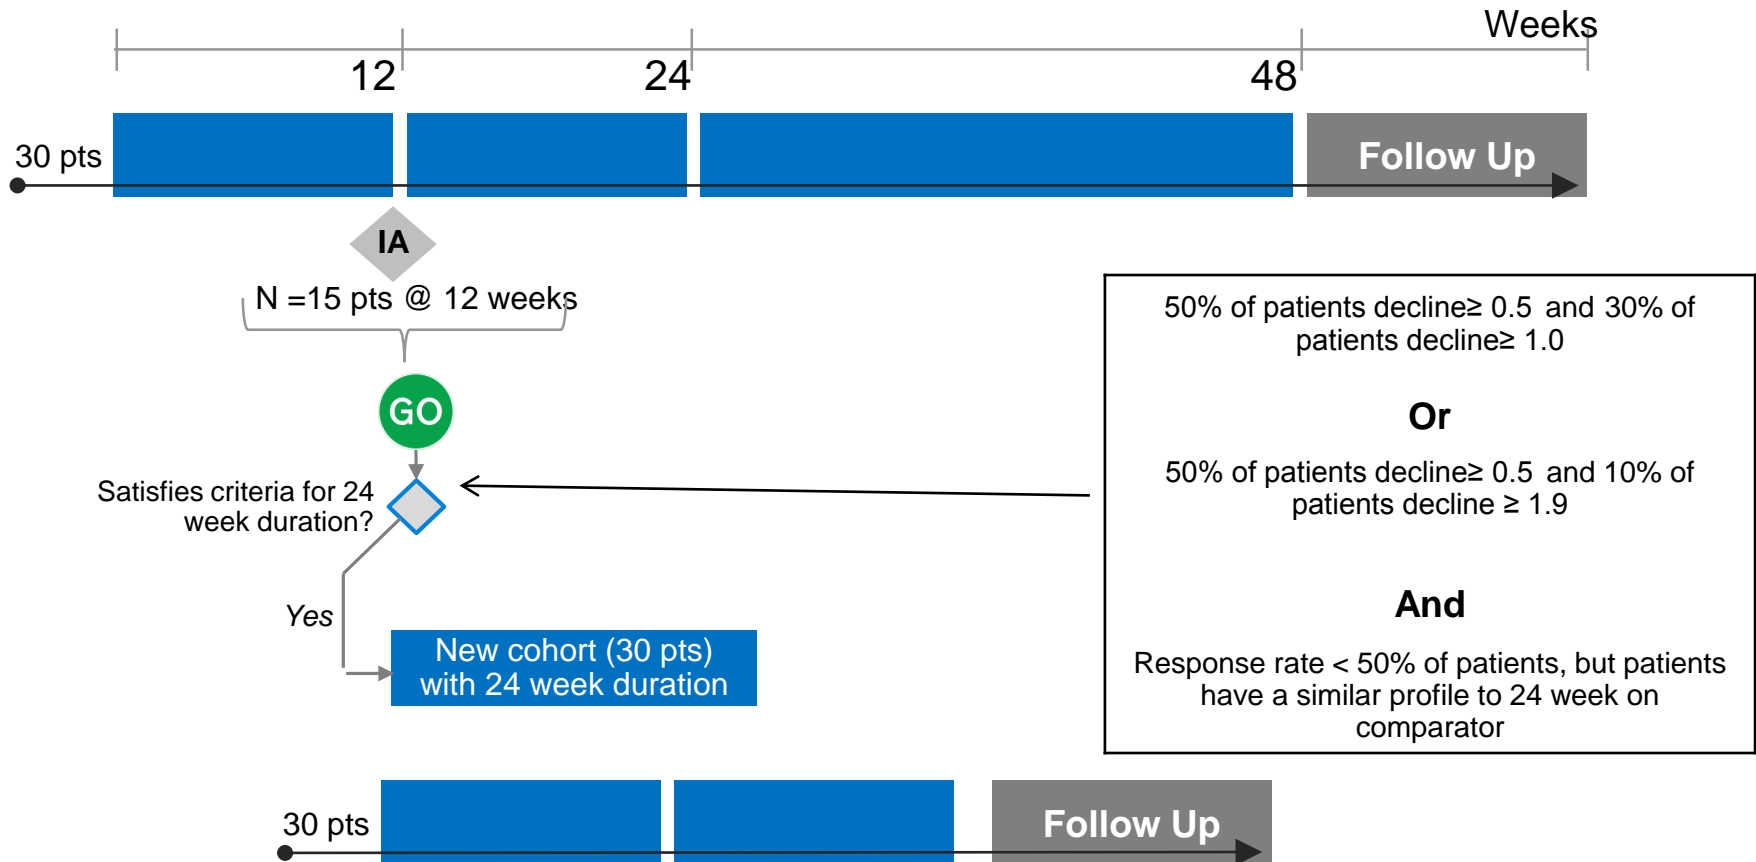 Weeks
12
24
48
30 pts
Follow Up
IA
N =15 pts @ 12 weeks
GO
Satisfies criteria for 24
week duration?
Yes
New cohort (30 pts)
with 24 week duration
50% of patients decline≥ 0.5 and 30% of
patients decline≥ 1.0
Or
50% of patients decline≥ 0.5 and 10% of
patients decline ≥ 1.9
And
Response rate < 50% of patients, but patients
have a similar profile to 24 week on
comparator
30 pts
Follow Up